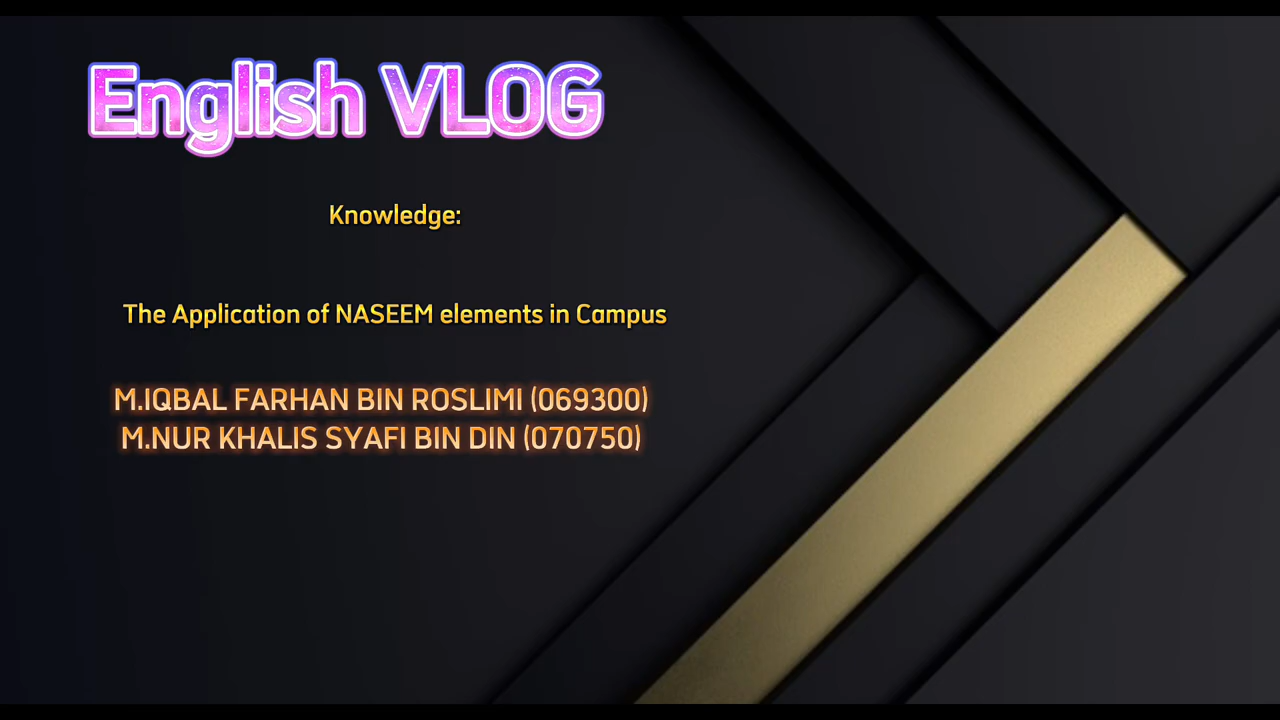 English VLOG
Knowledge:
The Application of NASEEM elements in Campus
M.IQBAL FARHAN BIN ROSLIMI (069300)
M.NUR KHALIS SYAFI BIN DIN (070750)